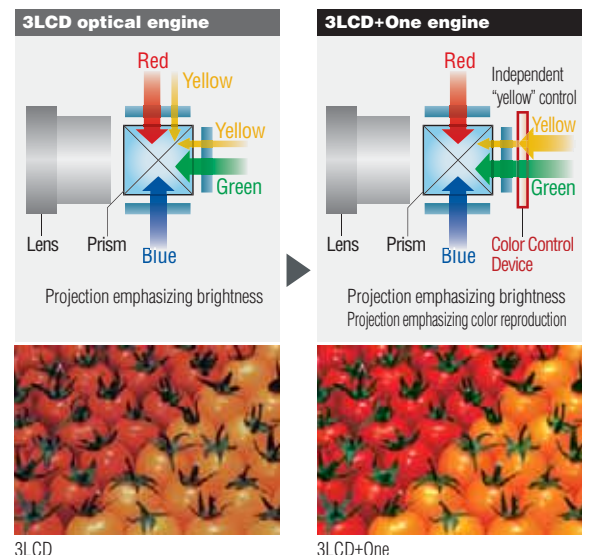 3LCD optical engine
Red
Yellow
Yellow
Green
Lens
Prism
Blue
Projection emphasizing brightness
3LCD
3LCD+One engine
Red
Independent
“yellow” control
Yellow
Green
Lens
Prism
Blue
Color Control
Device
Projection emphasizing brightness
Projection emphasizing color reproduction
3LCD+One